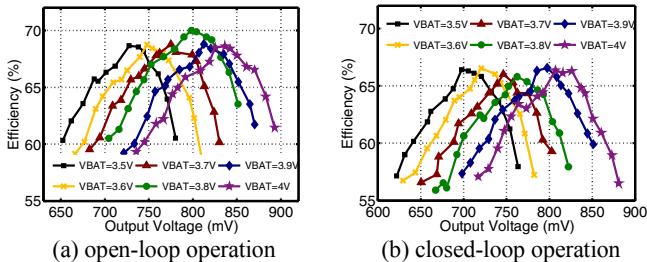 70
65
60
55
Efficiency (%)
VBAT=3.5V VBAT=3.7V VBAT=3.9V
VBAT=3.6V VBAT=3.8V VBAT=4V
650 700 750 800 850 900
Output Voltage (mV)
(a) open-loop operation
70
65
60
55
Efficiency (%)
VBAT=3.5V VBAT=3.7V VBAT=3.9V
VBAT=3.6V VBAT=3.8V VBAT=4V
600 650 700 750 800 850 900
Output Voltage (mV)
(b) closed-loop operation